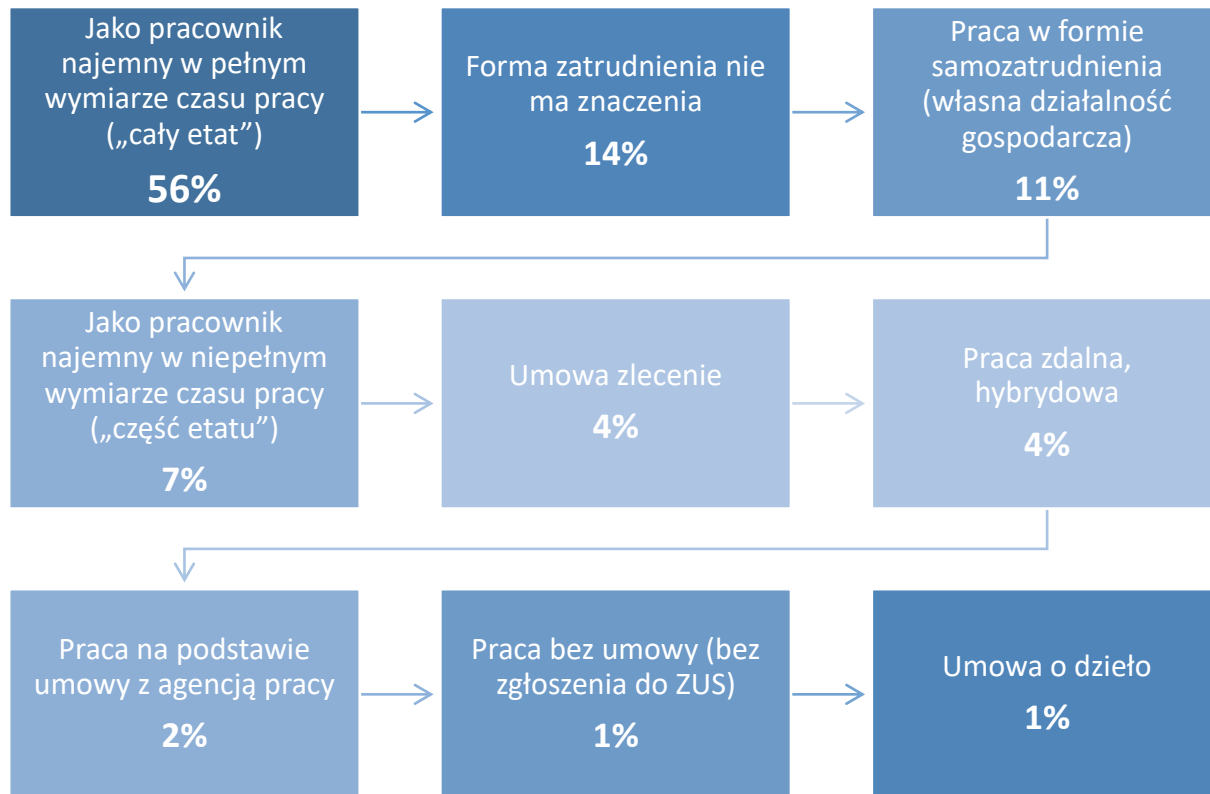 Jako pracownik
najemny w pełnym
wymiarze czasu pracy
(„cały etat”)
56%
Forma zatrudnienia nie
ma znaczenia
14%
Praca w formie
samozatrudnienia
(własna działalność
gospodarcza)
11%
Jako pracownik
najemny w niepełnym
wymiarze czasu pracy
(„część etatu”)
7%
Umowa zlecenie
4%
Praca zdalna,
hybrydowa
4%
Praca na podstawie
umowy z agencją pracy
2%
Praca bez umowy (bez
zgłoszenia do ZUS)
1%
Umowa o dzieło
1%